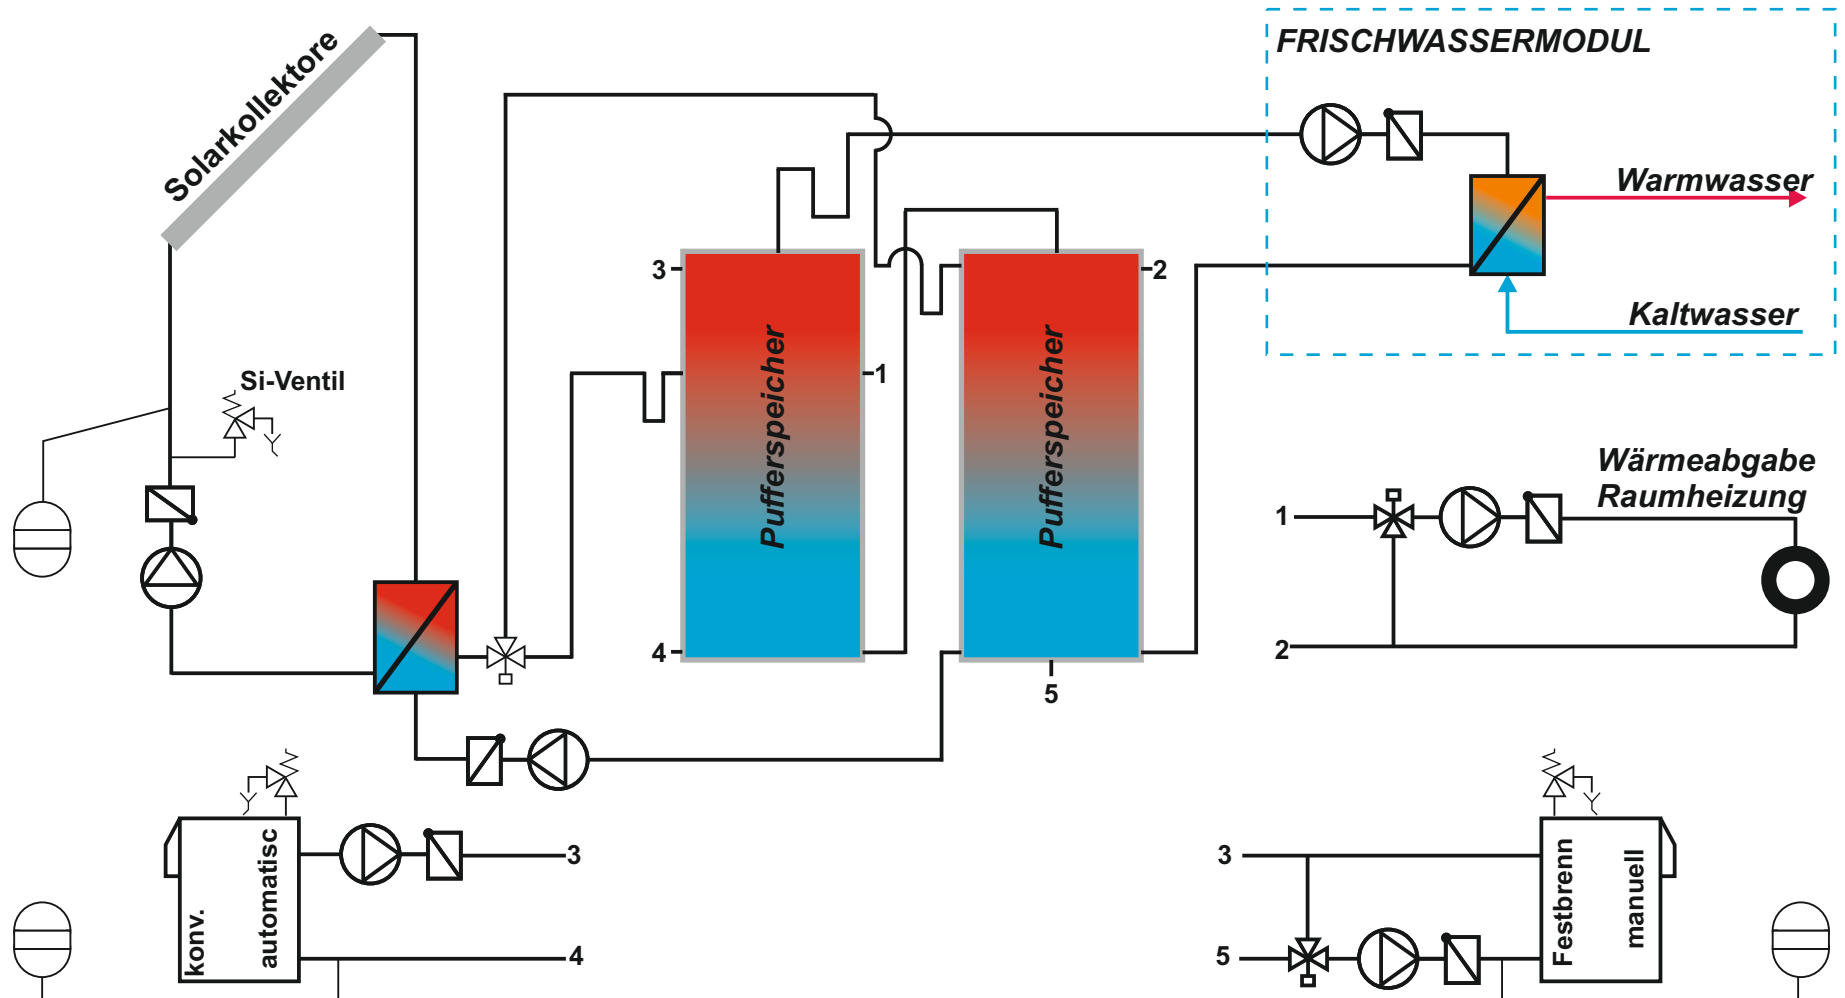 Solarkollektore
FRISCHWASSERMODUL
Warmwasser
Kaltwasser
Si-Ventil
3
1
4
Pufferspeicher
2
5
Pufferspeicher
Wärmeabgabe
Raumheizung
1
2
konv.
automatisc
3
4
3
5
Festbrenn
manuell